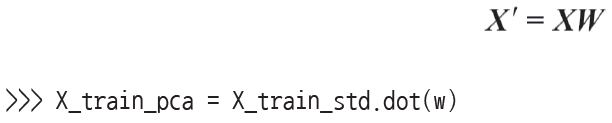 X′ = XW
>>> X_train_pca = X_train_std.dot(w)